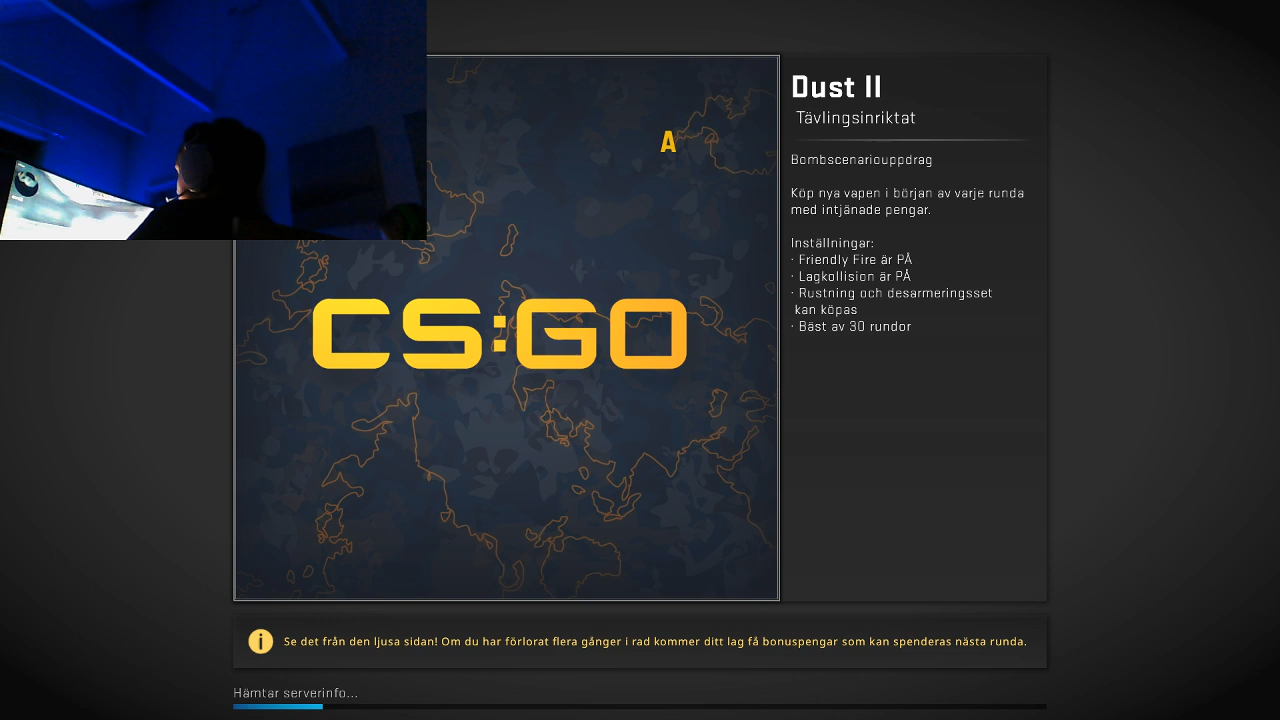 Dust II
Tävlingsinriktat
A
Bombscenariouppdrag
Köp nya vapen i början av varje runda
med intjänade pengar.
Inställningar:
· Friendly Fire är PÅ
· Lagkollision är PÅ
· Rustning och desarmeringsset
kan köpas
· Bäst av 30 rundor
CS:GO
Se det från den ljusa sidan! Om du har förlorat flera gånger i rad kommer ditt lag få bonuspengar som kan spenderas nästa runda.
Hämtar serverinfo...